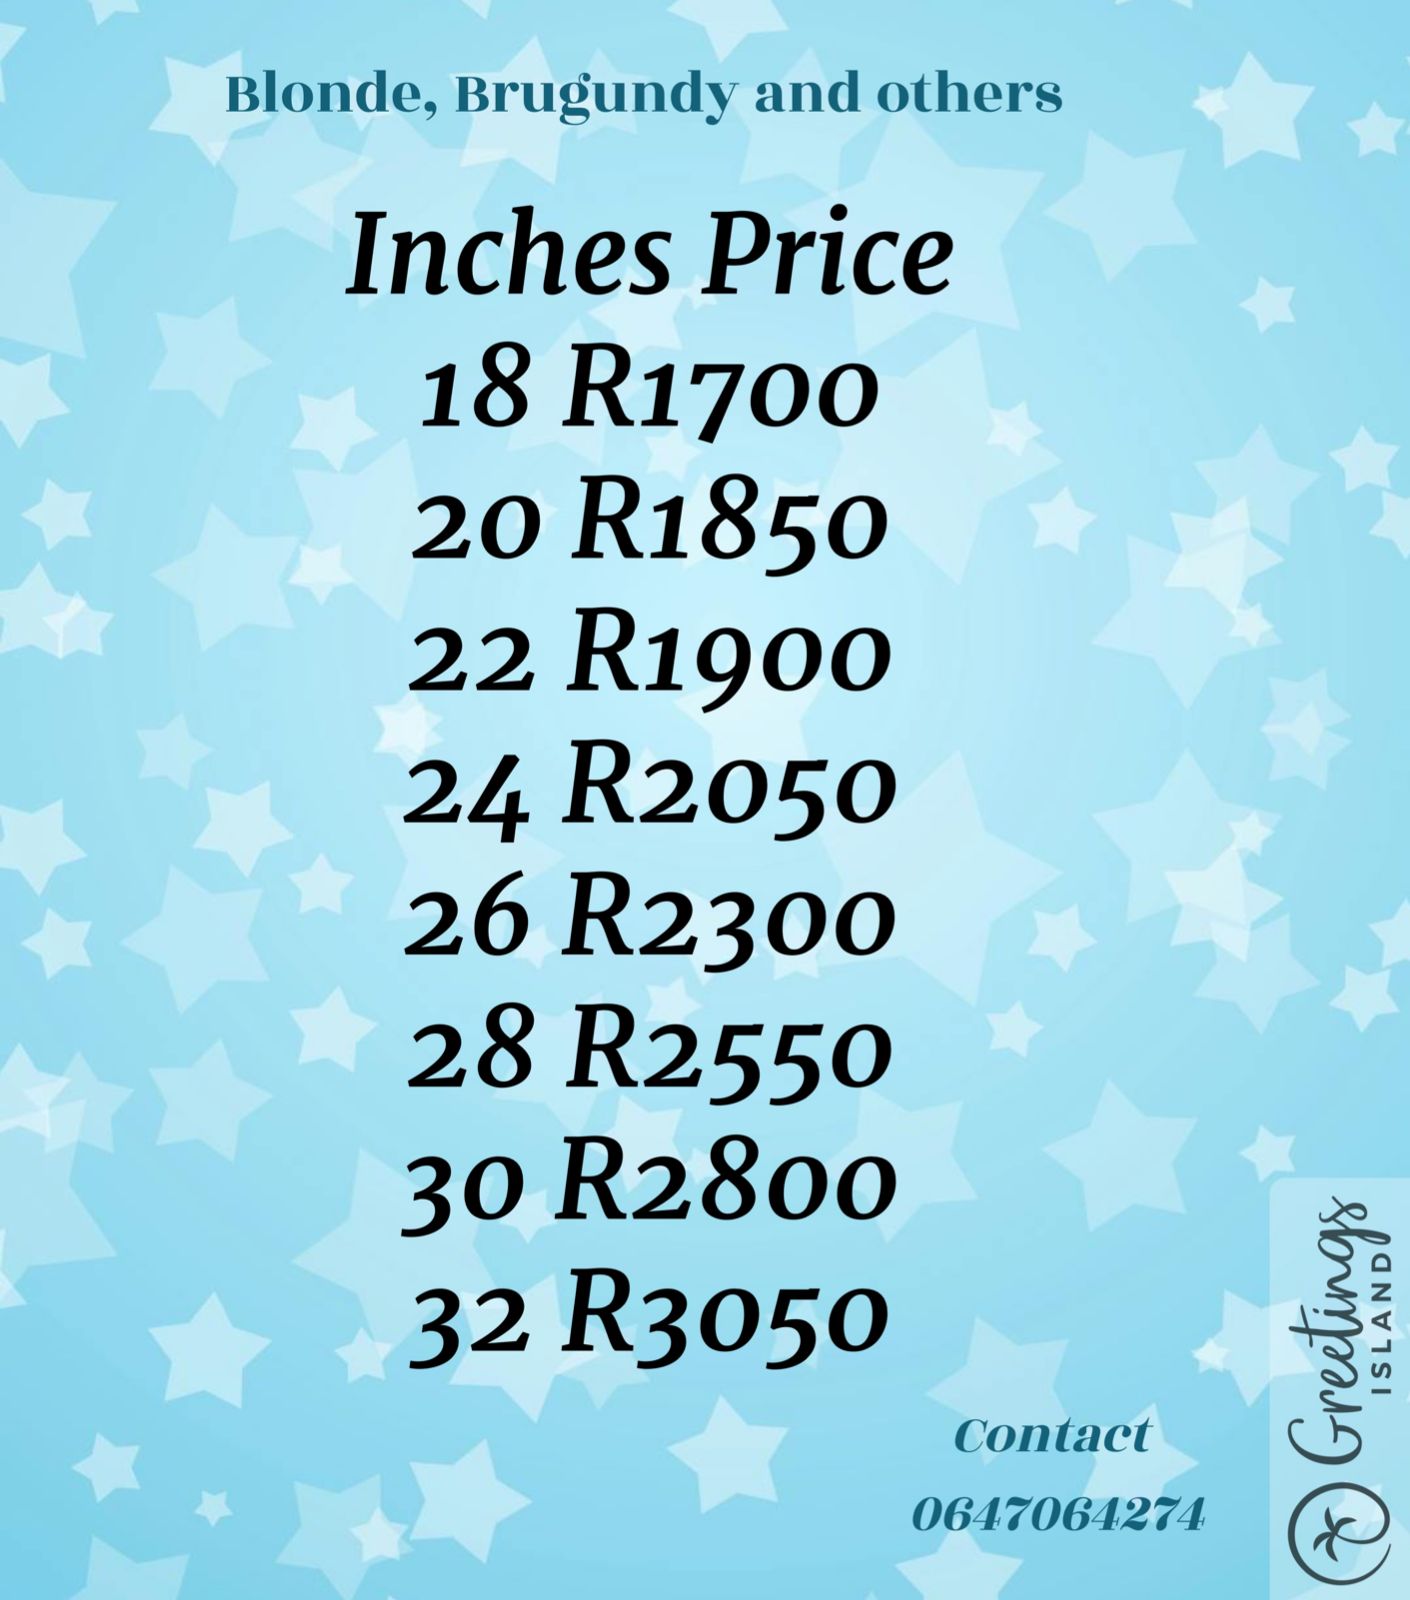 Blonde, Brugundy and others
Inches Price
18 R1700
20 R1850
22 R1900
24 R2050
26 R2300
28 R2550
30 R2800
32 R3050
Contact
0647064274
Greetings
ISLAND